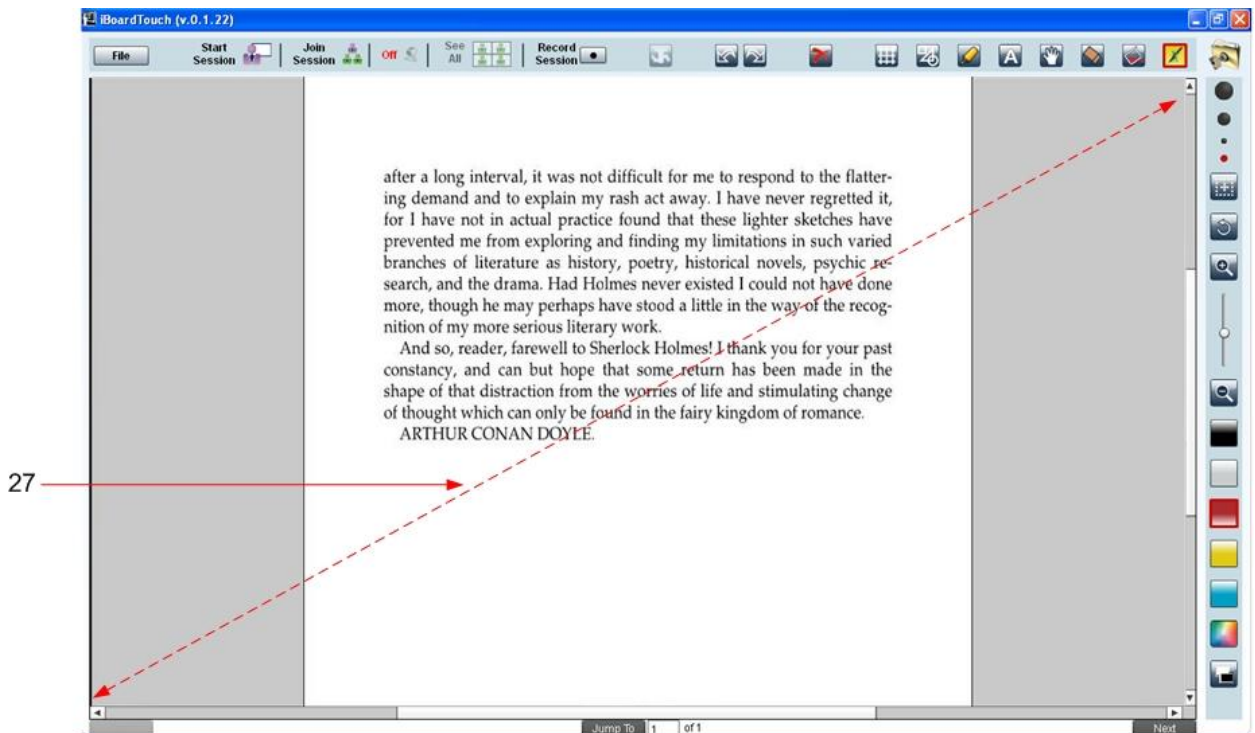 iBoardTouch (v.0.1.22)
File Start Session Join Session Off See All Record Session A
after a long interval, it was not difficult for me to respond to the flatter-
ing demand and to explain my rash act away. I have never regretted it,
for I have not in actual practice found that these lighter sketches have
prevented me from exploring and finding my limitations in such varied
branches of literature as history, poetry, historical novels, psychic re-
search, and the drama. Had Holmes never existed I could not have done
more, though he may perhaps have stood a little in the way of the recog-
nition of my more serious literary work.
And so, reader, farewell to Sherlock Holmes! I thank you for your past
constancy, and can but hope that some return has been made in the
shape of that distraction from the worries of life and stimulating change
of thought which can only be found in the fairy kingdom of romance.
ARTHUR CONAN DOYLE.
27
Jump To 1 of 1 Next